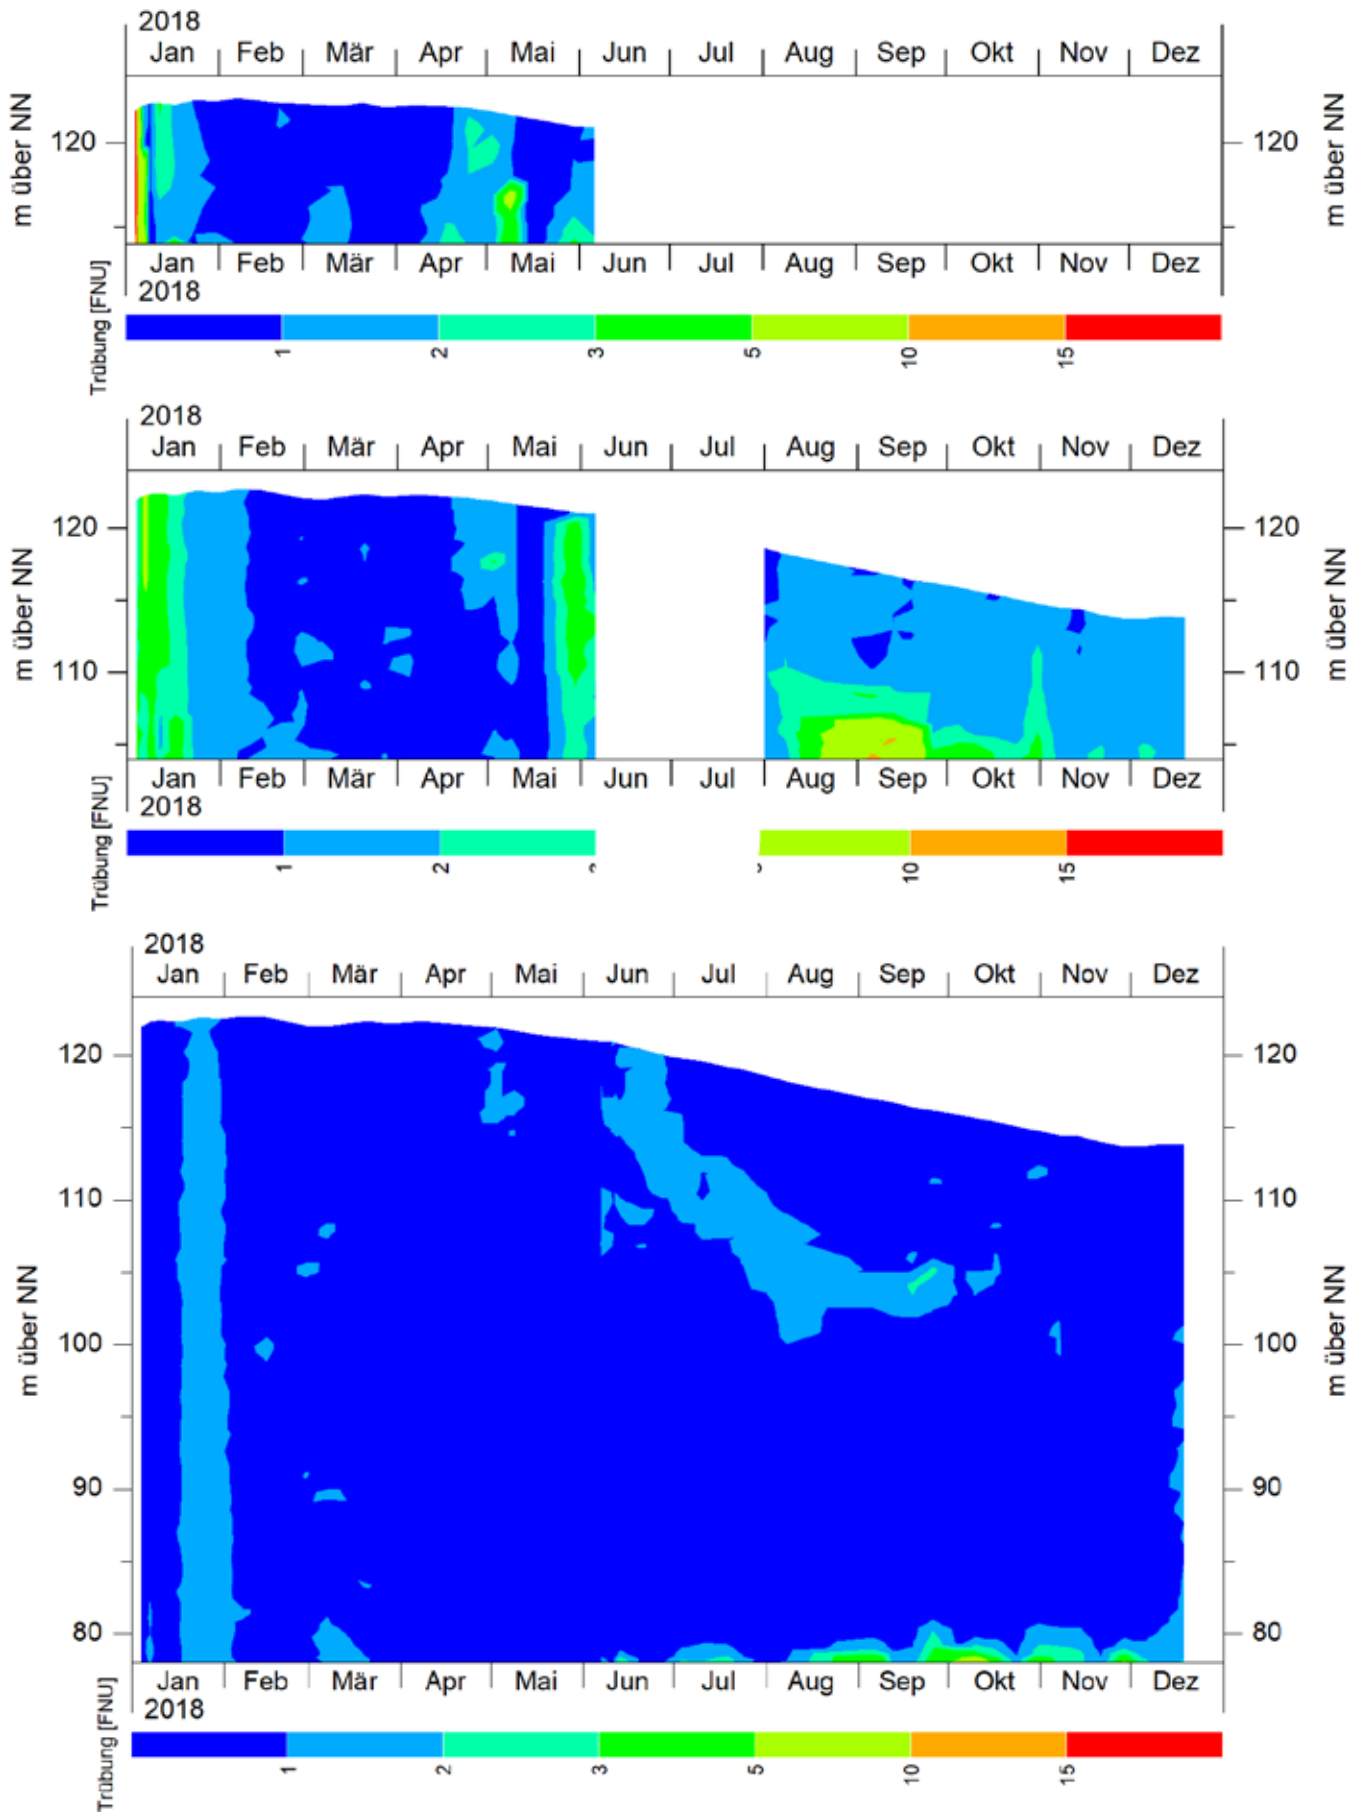 2018
Jan Feb Mär Apr Mai Jun Jul Aug Sep Okt Nov Dez
m über NN 120 120 m über NN
Jan Feb Mär Apr Mai Jun Jul Aug Sep Okt Nov Dez
2018
Trübung [FNU] 1 2 3 5 10 15
2018
Jan Feb Mär Apr Mai Jun Jul Aug Sep Okt Nov Dez
120 120
m über NN m über NN
110 110
Jan Feb Mär Apr Mai Jun Jul Aug Sep Okt Nov Dez
2018
Trübung [FNU] 1 2 10 15
2018
Jan Feb Mär Apr Mai Jun Jul Aug Sep Okt Nov Dez
120 120
110 110
m über NN m über NN
100 100
90 90
80 80
Jan Feb Mär Apr Mai Jun Jul Aug Sep Okt Nov Dez
2018
Trübung [FNU] 1 2 3 5 10 15